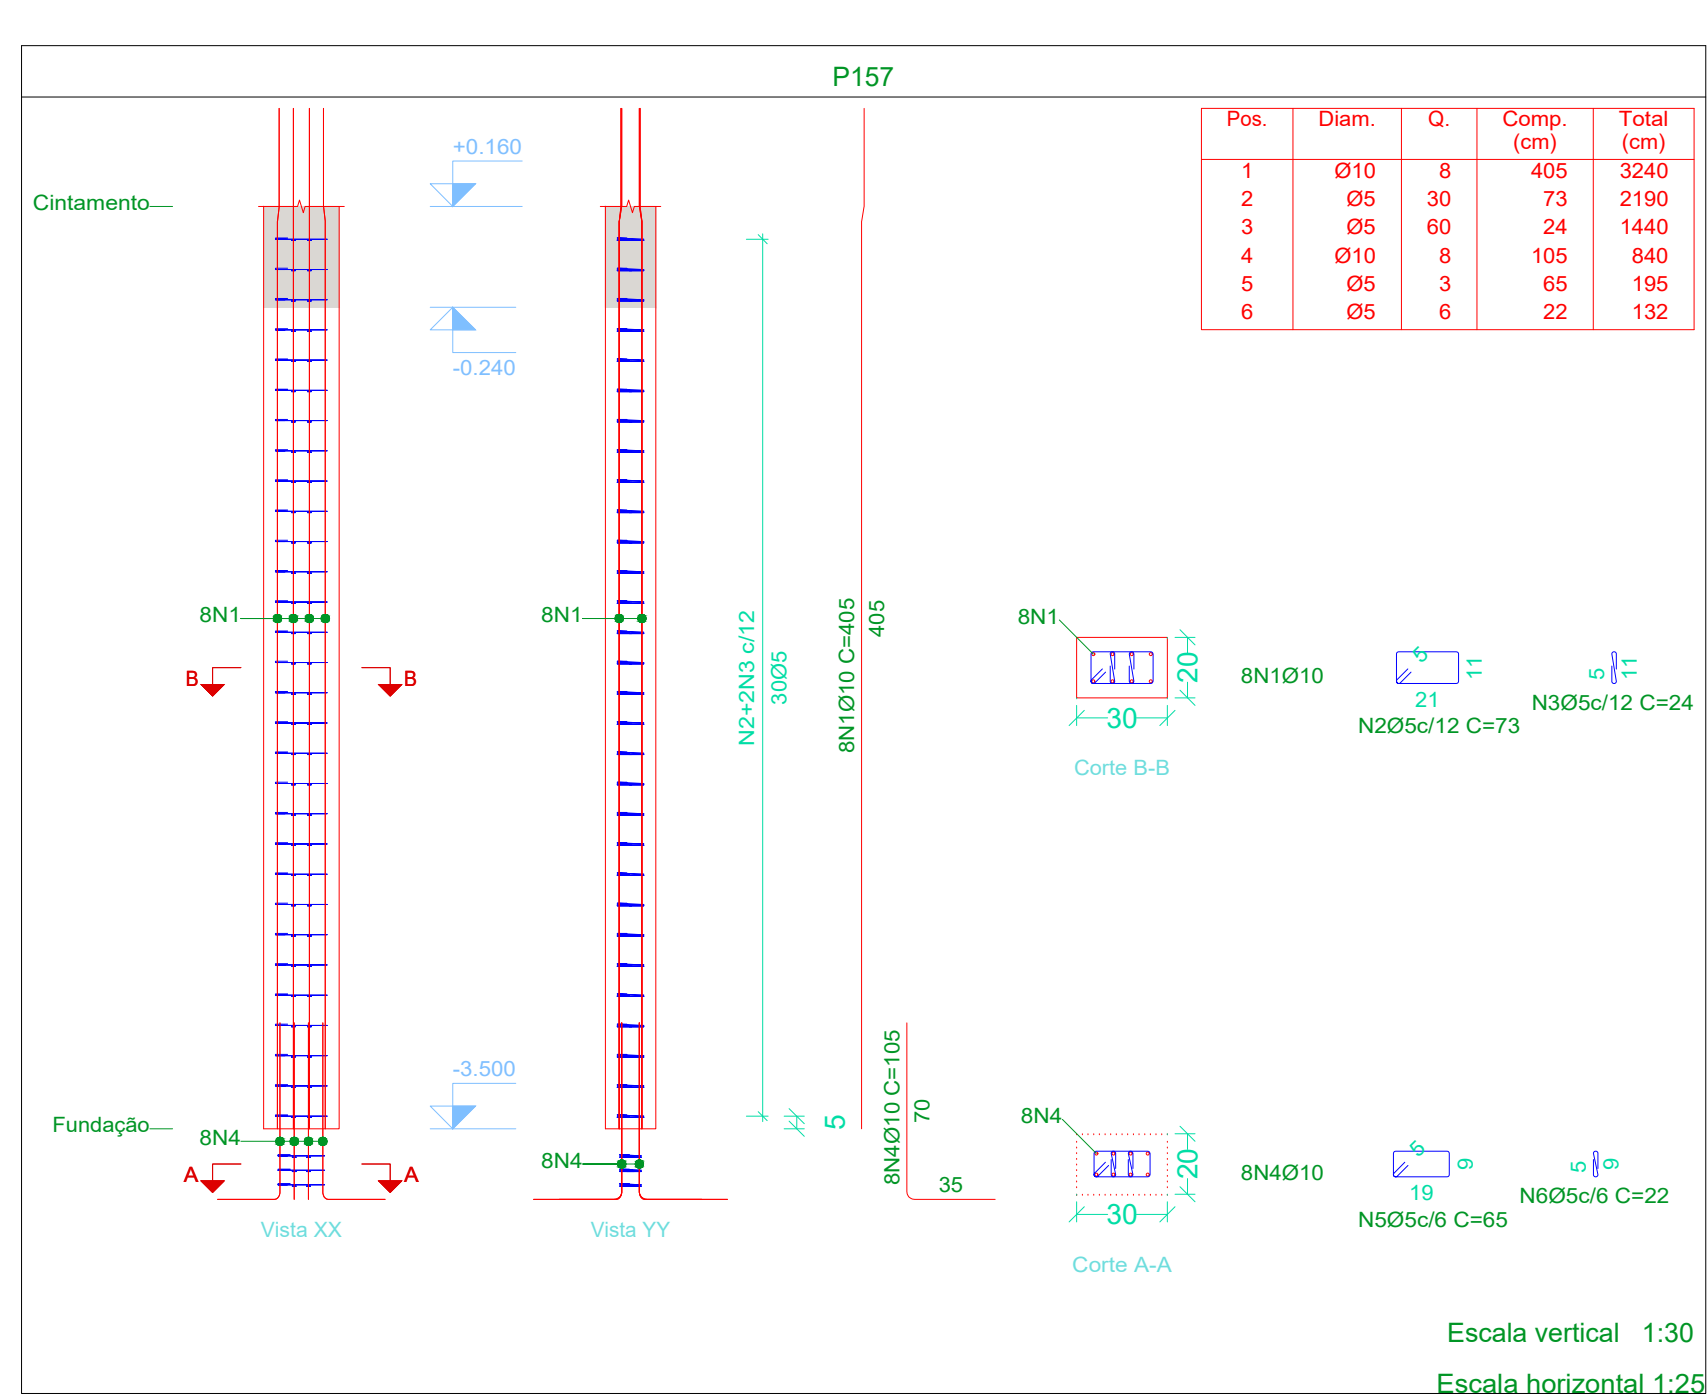 P157
Pos. Diam. Q. Comp. (cm) Total (cm)
1 Ø10 8 405 3240
2 Ø5 30 73 2190
3 Ø5 60 24 1440
4 Ø10 8 105 840
5 Ø5 3 65 195
6 Ø5 6 22 132
+0.160
Cintamento
-0.240
8N1
8N1
B
B
N2+2N3 c/12
30Ø5
8N1Ø10 C=405
405
8N1
20
30
8N1Ø10
Corte B-B
5
11
21
N2Ø5c/12 C=73
5
11
N3Ø5c/12 C=24
-3.500
Fundação
8N4
8N4
A
A
5
8N4Ø10 C=105
70
35
8N4
20
30
8N4Ø10
Corte A-A
5
9
19
N5Ø5c/6 C=65
5
9
N6Ø5c/6 C=22
Vista XX
Vista YY
Escala vertical 1:30
Escala horizontal 1:25